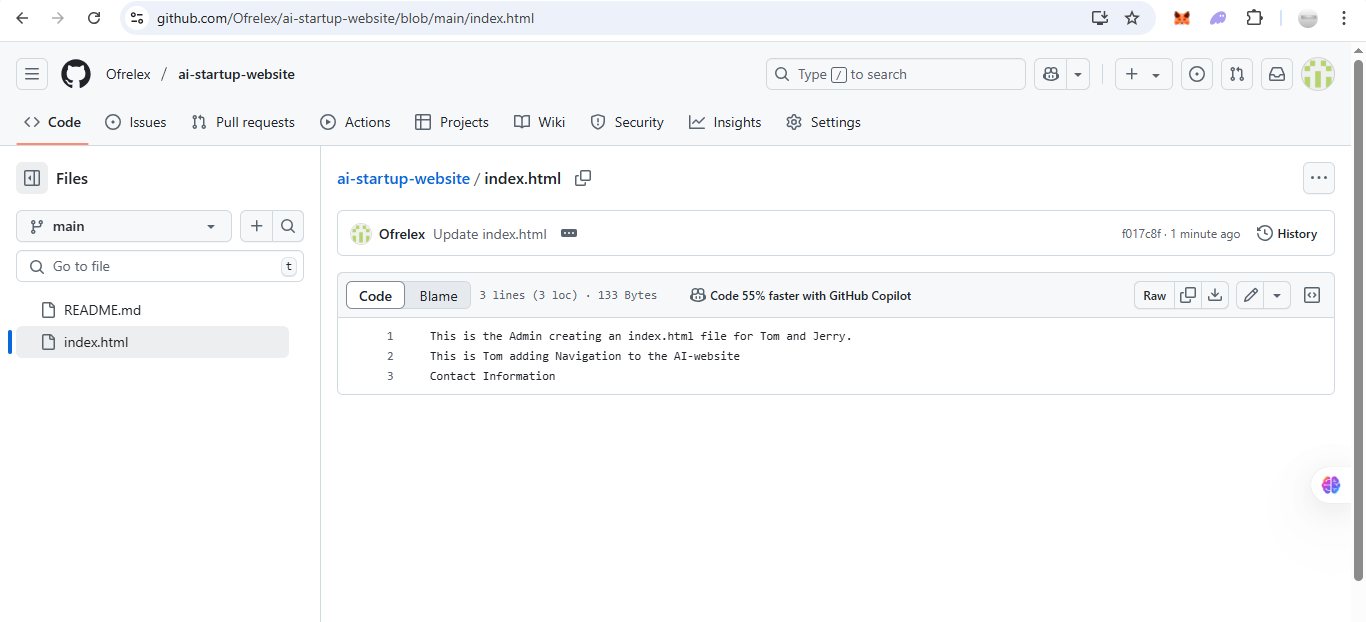 github.com/Ofrelex/ai-startup-website/blob/main/index.html
Ofrelex / ai-startup-website
Type / to search
Code Issues Pull requests Actions Projects Wiki Security Insights Settings
Files
ai-startup-website / index.html
main
Ofrelex Update index.html f017c8f · 1 minute ago History
Go to file t
Code Blame 3 lines (3 loc) · 133 Bytes Code 55% faster with GitHub Copilot Raw
README.md
index.html
1 This is the Admin creating an index.html file for Tom and Jerry.
2 This is Tom adding Navigation to the AI-website
3 Contact Information